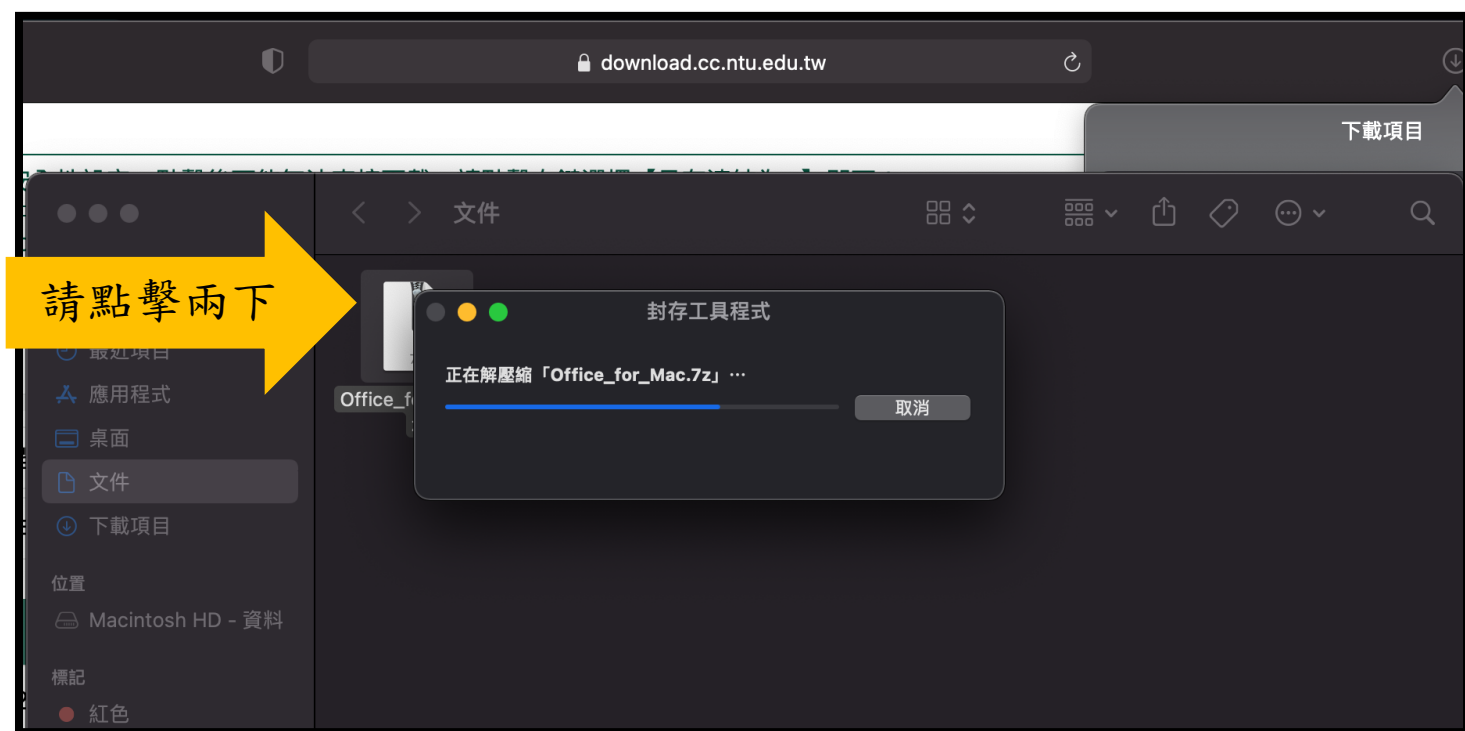 download.cc.ntu.edu.tw
下載項目
文件
請點擊兩下
封存工具程式
最近項目
正在解壓縮「Office_for_Mac.7z」…
取消
應用程式
Office_f
桌面
文件
下載項目
位置
Macintosh HD - 資料
標記
紅色